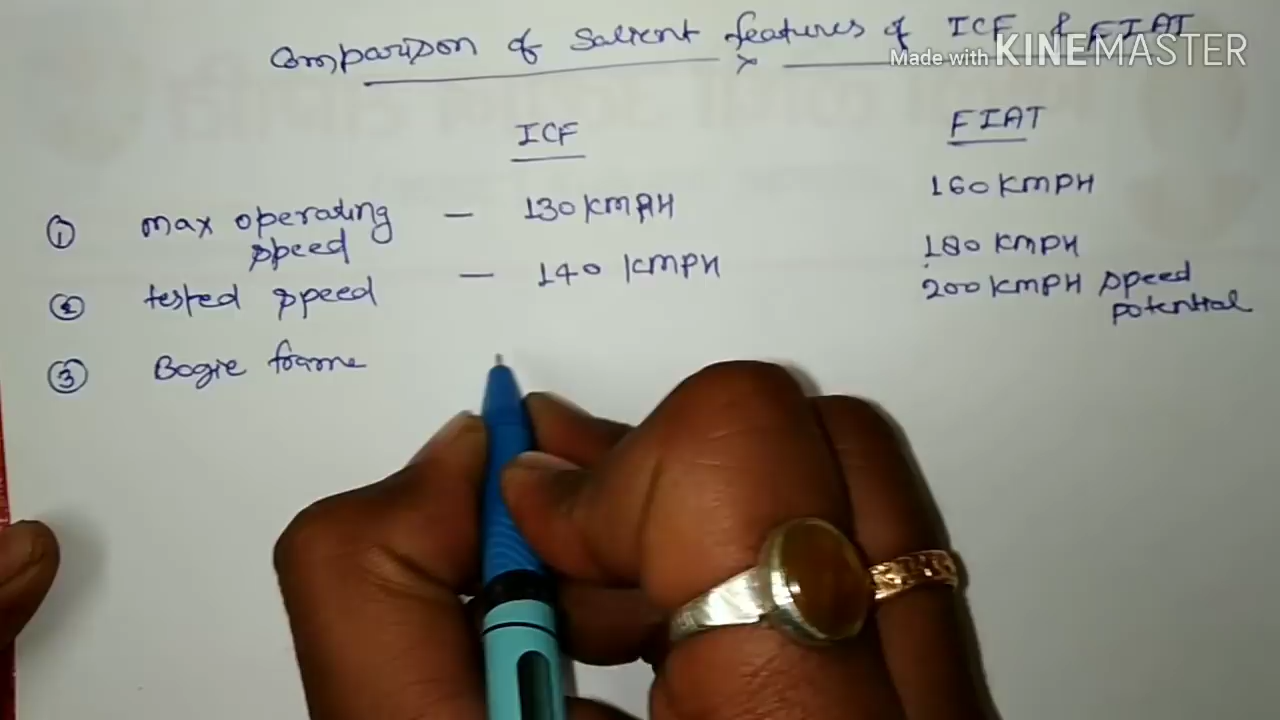 Comparison of Salient features of ICF & FIAT
Made with KINEMASTER
ICF FIAT
① max operating speed — 130 KMPH 160 KMPH
② tested speed — 140 KMPH 180 KMPH
200 KMPH speed potential
③ Bogie frame